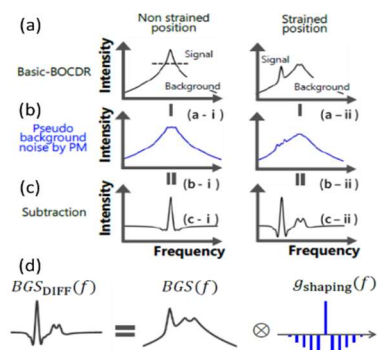 (a)
Non strained
position
Strained
position
Basic-BOCDR
Intensity
Signal
Background
Signal
Background
(a - i)
(a – ii)
(b)
Pseudo
background
noise by PM
Intensity
(b - i)
(b – ii)
(c)
Subtraction
Intensity
(c - i)
(c – ii)
Frequency
Frequency
(d)
BGS_DIFF(f)
BGS(f)
g_shaping(f)
=
⊗